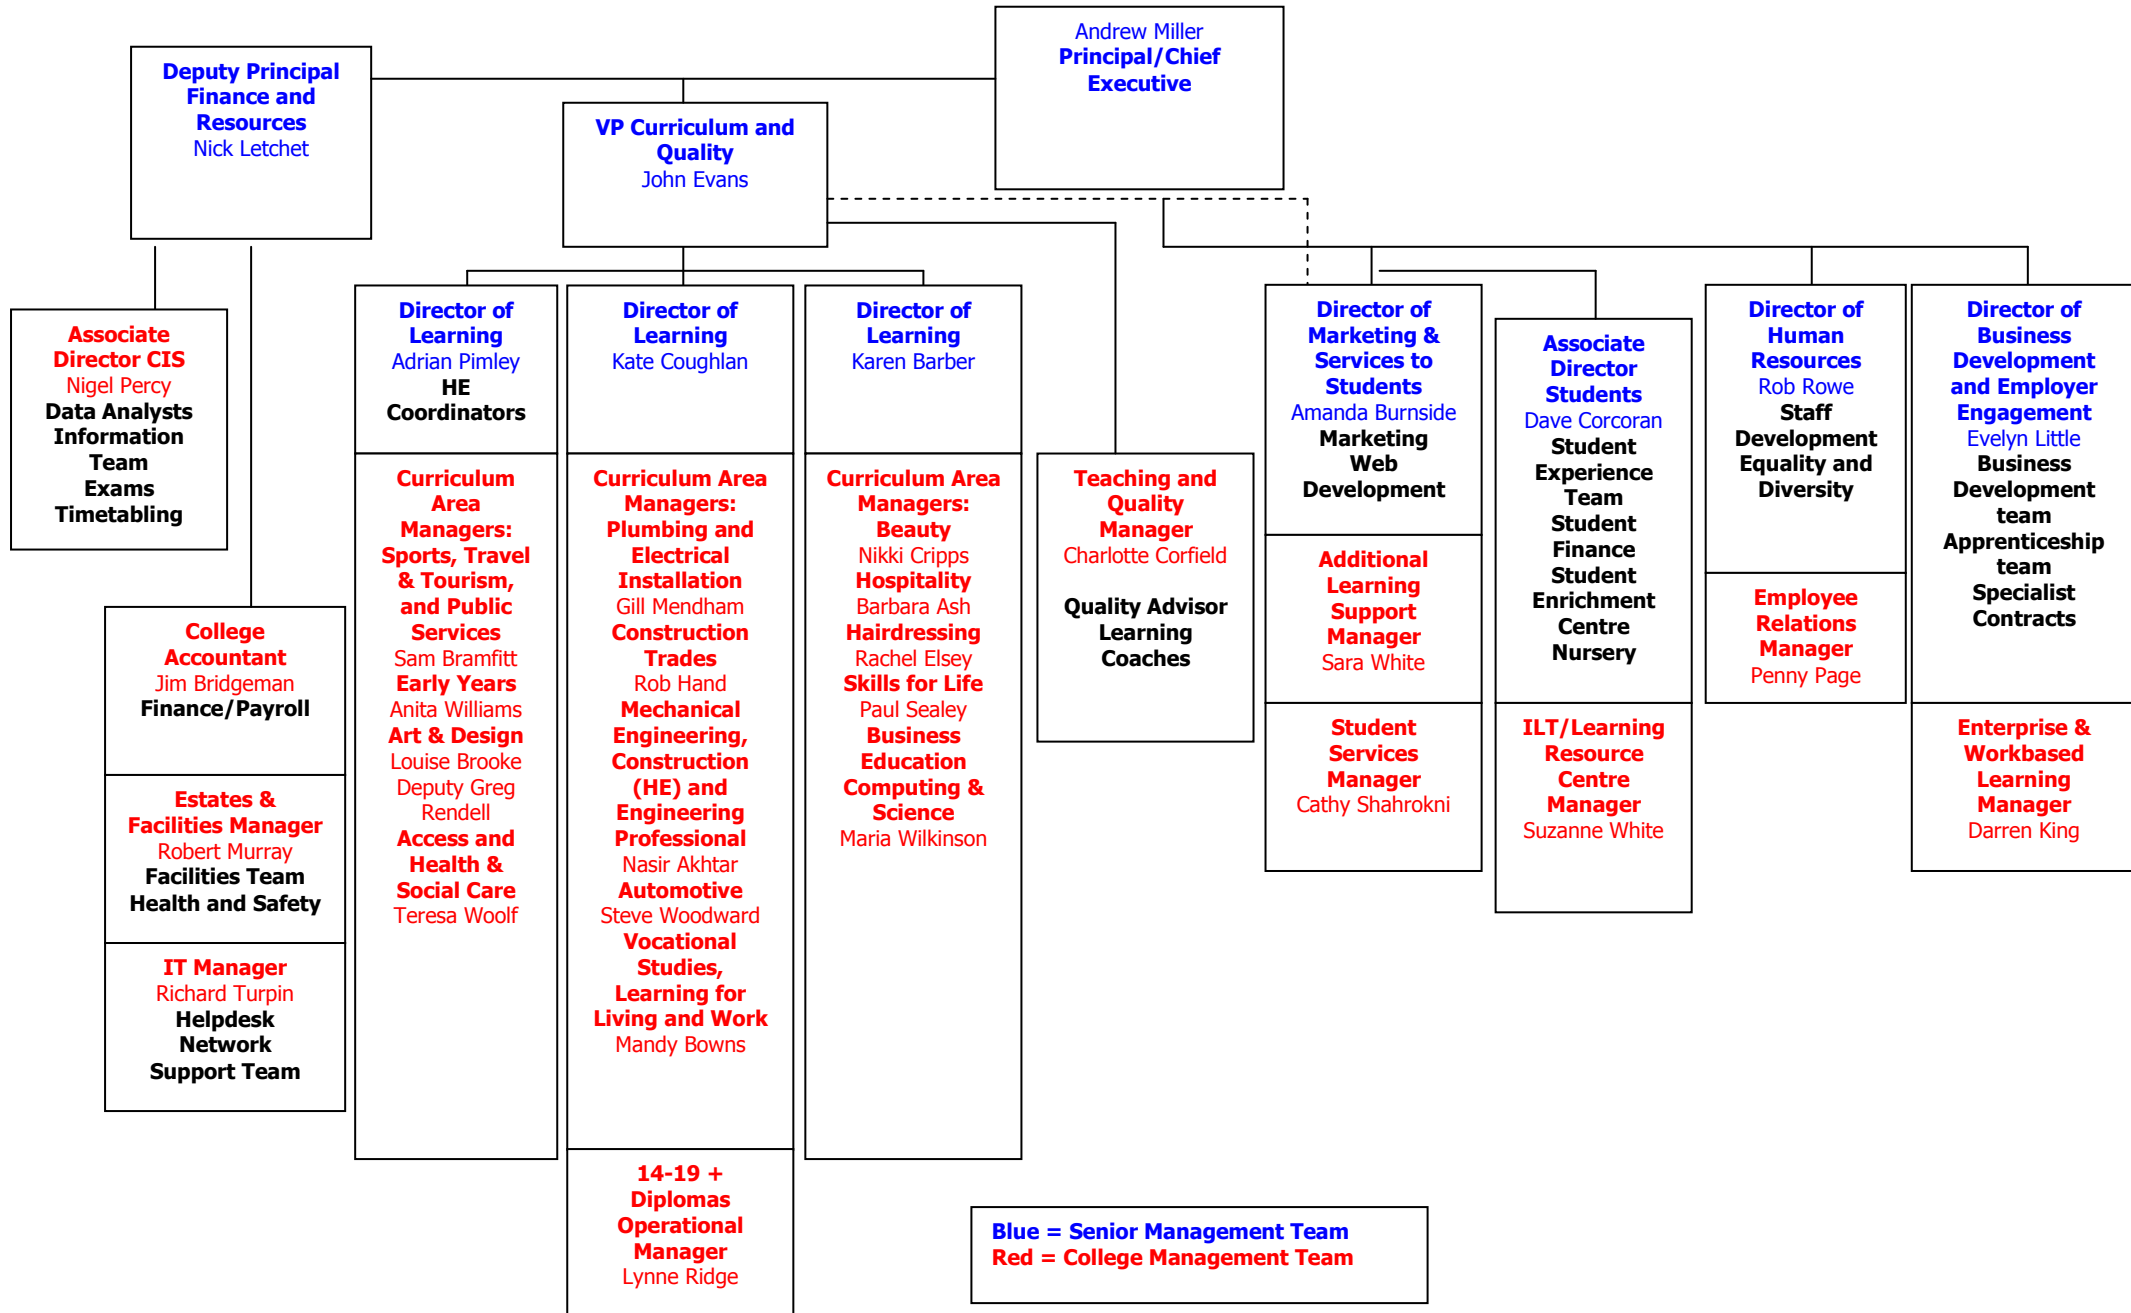 Andrew Miller
Principal/Chief
Executive
Deputy Principal
Finance and
Resources
Nick Letchet
VP Curriculum and
Quality
John Evans
Associate
Director CIS
Nigel Percy
Data Analysts
Information
Team
Exams
Timetabling
College
Accountant
Jim Bridgeman
Finance/Payroll
Estates &
Facilities Manager
Robert Murray
Facilities Team
Health and Safety
IT Manager
Richard Turpin
Helpdesk
Network
Support Team
Director of
Learning
Adrian Pimley
HE
Coordinators
Curriculum
Area
Managers:
Sports, Travel
& Tourism,
and Public
Services
Sam Bramfitt
Early Years
Anita Williams
Art & Design
Louise Brooke
Deputy Greg
Rendell
Access and
Health &
Social Care
Teresa Woolf
Director of
Learning
Kate Coughlan
Curriculum Area
Managers:
Plumbing and
Electrical
Installation
Gill Mendham
Construction
Trades
Rob Hand
Mechanical
Engineering,
Construction
(HE) and
Engineering
Professional
Nasir Akhtar
Automotive
Steve Woodward
Vocational
Studies,
Learning for
Living and Work
Mandy Bowns
14-19 +
Diplomas
Operational
Manager
Lynne Ridge
Director of
Learning
Karen Barber
Curriculum Area
Managers:
Beauty
Nikki Cripps
Hospitality
Barbara Ash
Hairdressing
Rachel Elsey
Skills for Life
Paul Sealey
Business
Education
Computing &
Science
Maria Wilkinson
Teaching and
Quality
Manager
Charlotte Corfield
Quality Advisor
Learning
Coaches
Director of
Marketing &
Services to
Students
Amanda Burnside
Marketing
Web
Development
Additional
Learning
Support
Manager
Sara White
Student
Services
Manager
Cathy Shahrokni
Associate
Director
Students
Dave Corcoran
Student
Experience
Team
Student
Finance
Student
Enrichment
Centre
Nursery
ILT/Learning
Resource
Centre
Manager
Suzanne White
Director of
Human
Resources
Rob Rowe
Staff
Development
Equality and
Diversity
Employee
Relations
Manager
Penny Page
Director of
Business
Development
and Employer
Engagement
Evelyn Little
Business
Development
team
Apprenticeship
team
Specialist
Contracts
Enterprise &
Workbased
Learning
Manager
Darren King
Blue = Senior Management Team
Red = College Management Team